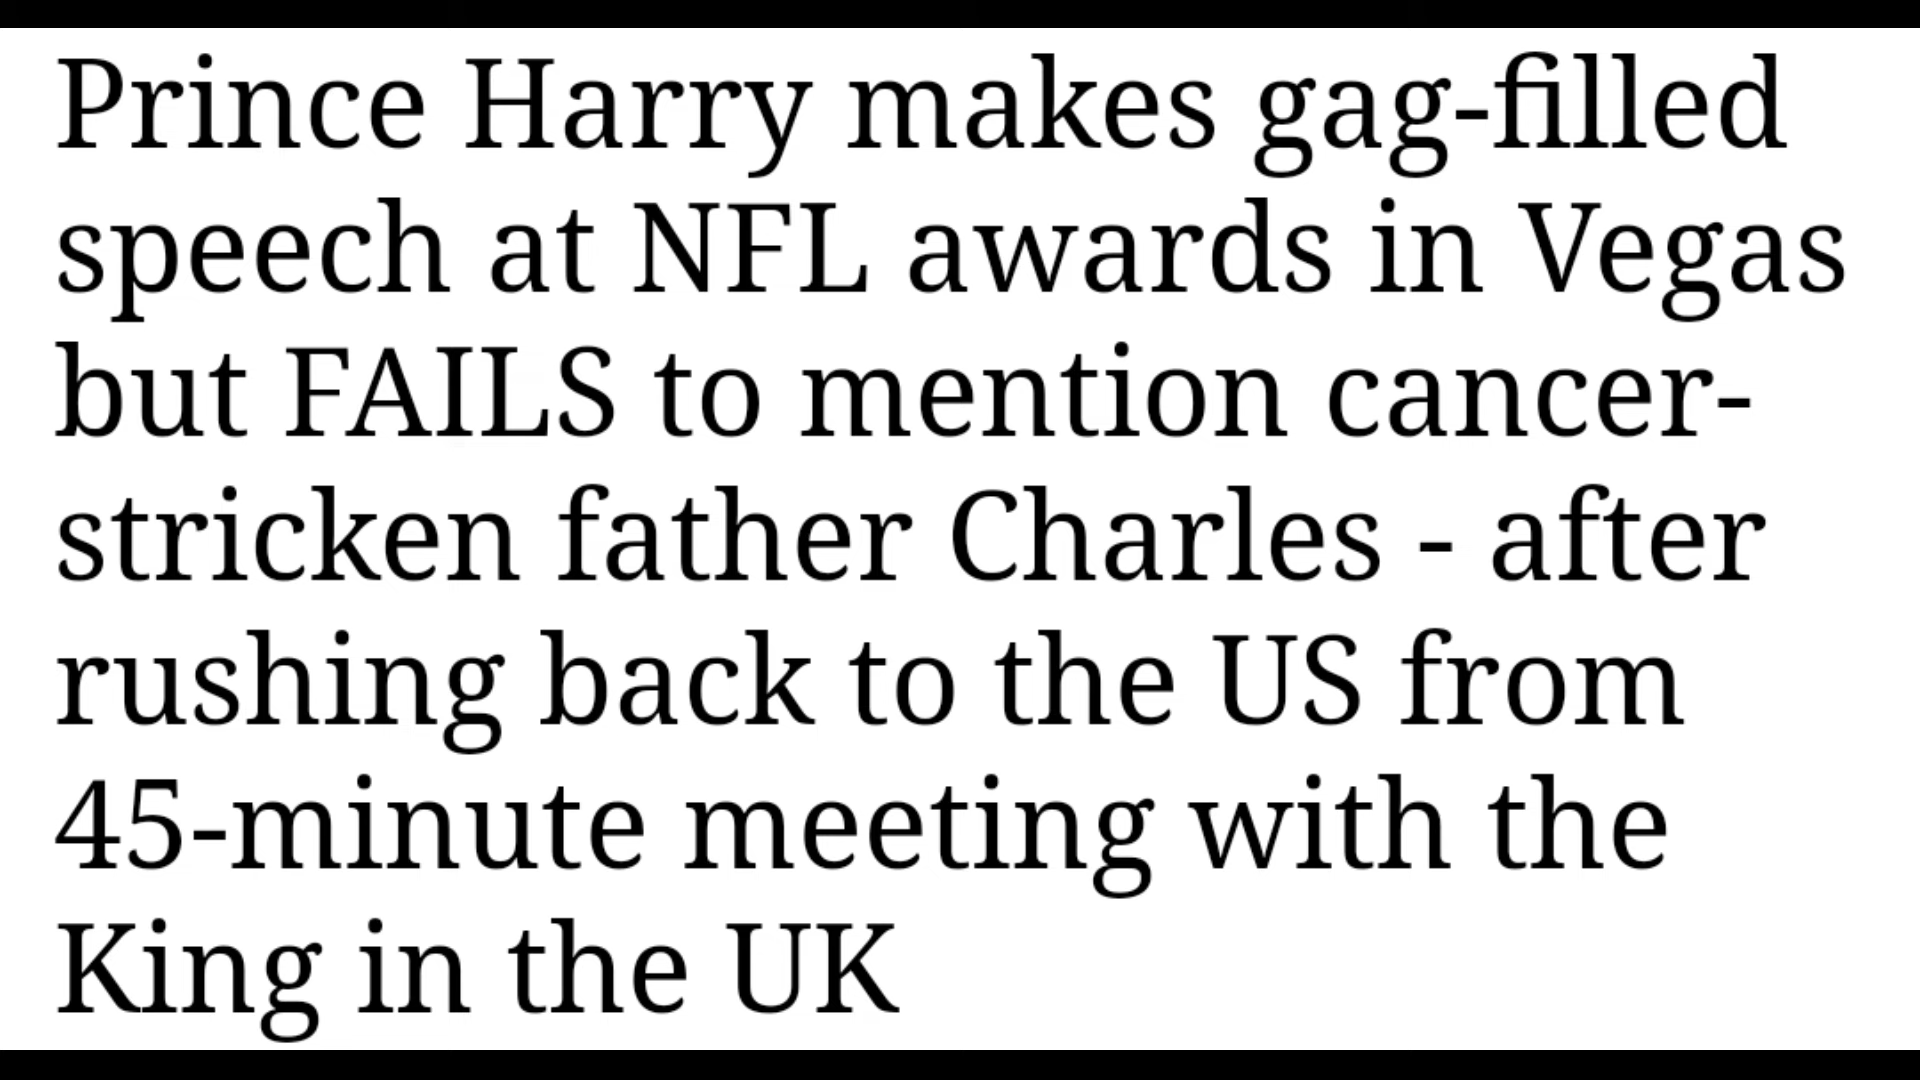 Prince Harry makes gag-filled
speech at NFL awards in Vegas
but FAILS to mention cancer-
stricken father Charles - after
rushing back to the US from
45-minute meeting with the
King in the UK